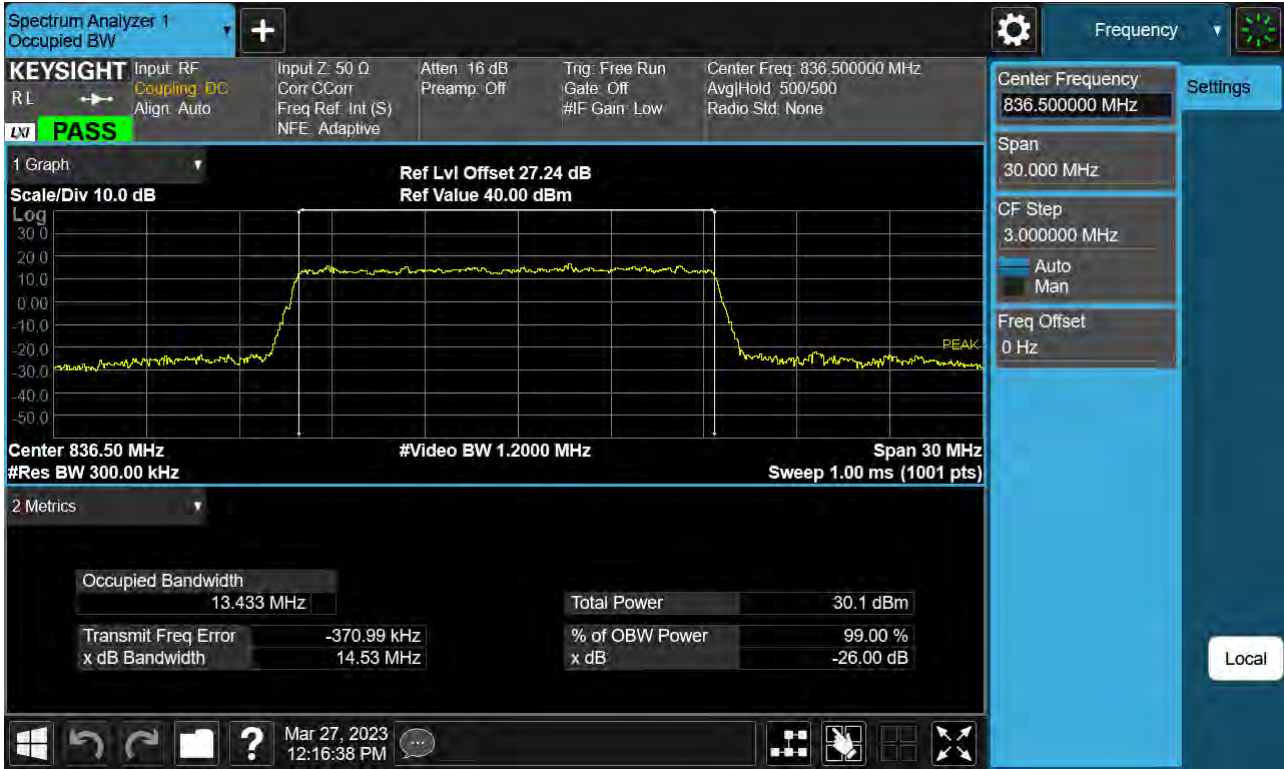 Spectrum Analyzer 1
Occupied BW
Frequency
KEYSIGHT
RL
LXI PASS
Input: RF
Coupling: DC
Align: Auto
Input Z: 50 Ω
Corr CCorr
Freq Ref: Int (S)
NFE: Adaptive
Atten: 16 dB
Preamp: Off
Trig: Free Run
Gate: Off
#IF Gain: Low
Center Freq: 836.500000 MHz
Avg|Hold: 500/500
Radio Std: None
Center Frequency
836.500000 MHz
Settings
Span
30.000 MHz
CF Step
3.000000 MHz
Auto
Man
Freq Offset
0 Hz
Local
1 Graph
Scale/Div 10.0 dB
Ref Lvl Offset 27.24 dB
Ref Value 40.00 dBm
Log
30.0
20.0
10.0
0.00
-10.0
-20.0
-30.0
-40.0
-50.0
PEAK
Center 836.50 MHz
#Video BW 1.2000 MHz
Span 30 MHz
#Res BW 300.00 kHz
Sweep 1.00 ms (1001 pts)
2 Metrics
Occupied Bandwidth
13.433 MHz
Total Power 30.1 dBm
Transmit Freq Error -370.99 kHz
% of OBW Power 99.00 %
x dB Bandwidth 14.53 MHz
x dB -26.00 dB
?
Mar 27, 2023
12:16:38 PM